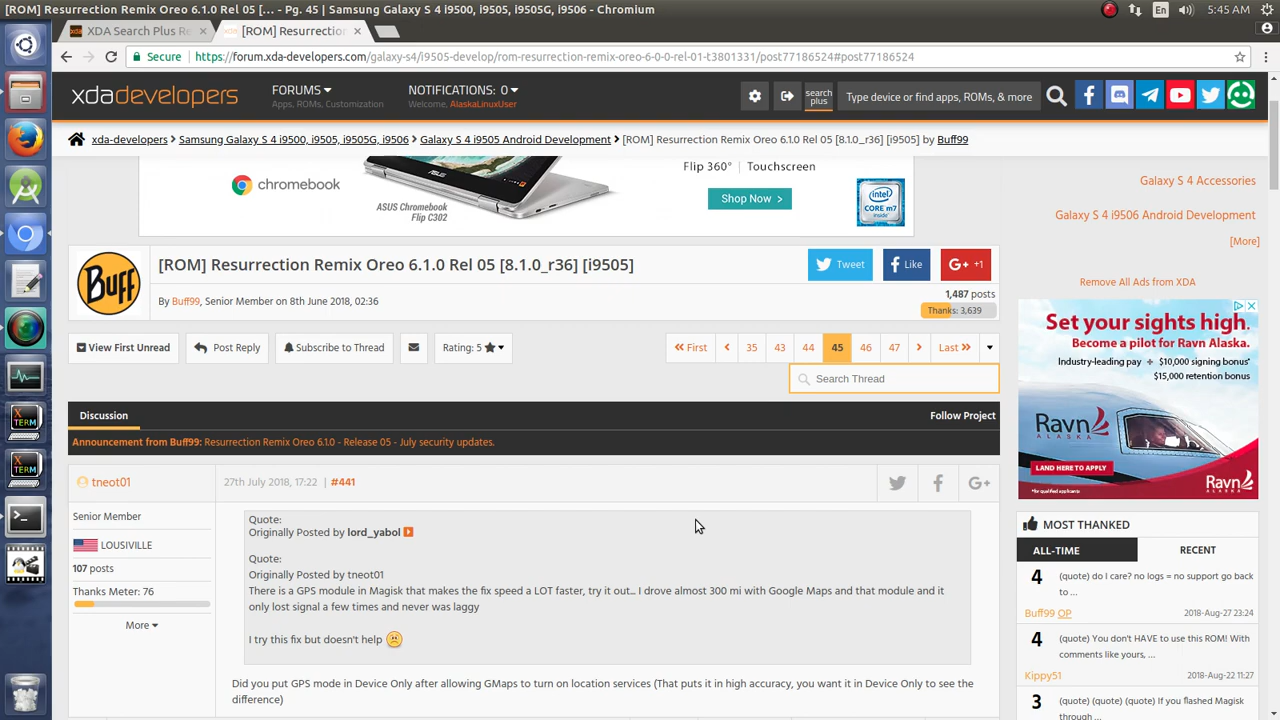 [ROM] Resurrection Remix Oreo 6.1.0 Rel 05 [... - Pg. 45 | Samsung Galaxy S 4 i9500, i9505, i9505G, i9506 - Chromium
En
5:45 AM
XDA Search Plus Re
[ROM] Resurrection
Secure
https://forum.xda-developers.com/galaxy-s4/i9505-develop/rom-resurrection-remix-oreo-6-0-0-rel-01-t3801331/post77186524#post77186524
xdadevelopers
FORUMS
Apps, ROMs, Customization
NOTIFICATIONS: 0
Welcome, AlaskaLinuxUser
search
plus
Type device or find apps, ROMs, & more
xda-developers
Samsung Galaxy S 4 i9500, i9505, i9505G, i9506
Galaxy S 4 i9505 Android Development
[ROM] Resurrection Remix Oreo 6.1.0 Rel 05 [8.1.0_r36] [i9505] by Buff99
chromebook
ASUS Chromebook
Flip C302
Flip 360° | Touchscreen
Shop Now >
intel
CORE m7
inside
Galaxy S 4 Accessories
Galaxy S 4 i9506 Android Development
[More]
Remove All Ads from XDA
BUFF
[ROM] Resurrection Remix Oreo 6.1.0 Rel 05 [8.1.0_r36] [i9505]
By Buff99, Senior Member on 8th June 2018, 02:36
Tweet
Like
G+ +1
1,487 posts
Thanks: 3,639
View First Unread
Post Reply
Subscribe to Thread
Rating: 5
First
35
43
44
45
46
47
Last
Search Thread
Discussion
Follow Project
Announcement from Buff99: Resurrection Remix Oreo 6.1.0 - Release 05 - July security updates.
tneot01
27th July 2018, 17:22 | #441
G+
Senior Member
LOUSIVILLE
107 posts
Thanks Meter: 76
More
Quote:
Originally Posted by lord_yabol
Quote:
Originally Posted by tneot01
There is a GPS module in Magisk that makes the fix speed a LOT faster, try it out... I drove almost 300 mi with Google Maps and that module and it
only lost signal a few times and never was laggy
I try this fix but doesn't help
Did you put GPS mode in Device Only after allowing GMaps to turn on location services (That puts it in high accuracy, you want it in Device Only to see the
difference)
Set your sights high.
Become a pilot for Ravn Alaska.
Industry-leading pay + $10,000 signing bonus*
+ $15,000 retention bonus
Ravn
ALASKA
LAND HERE TO APPLY
*for qualified applicants
Ravn
ALASKA
MOST THANKED
ALL-TIME
RECENT
4
(quote) do I care? no logs = no support go back
to ...
Buff99 OP
2018-Aug-27 23:24
4
(quote) You don't HAVE to use this ROM! With
comments like yours, ...
Kippy51
2018-Aug-22 11:27
3
(quote) (quote) (quote) If you flashed Magisk
through ...
X
TERM
X
TERM